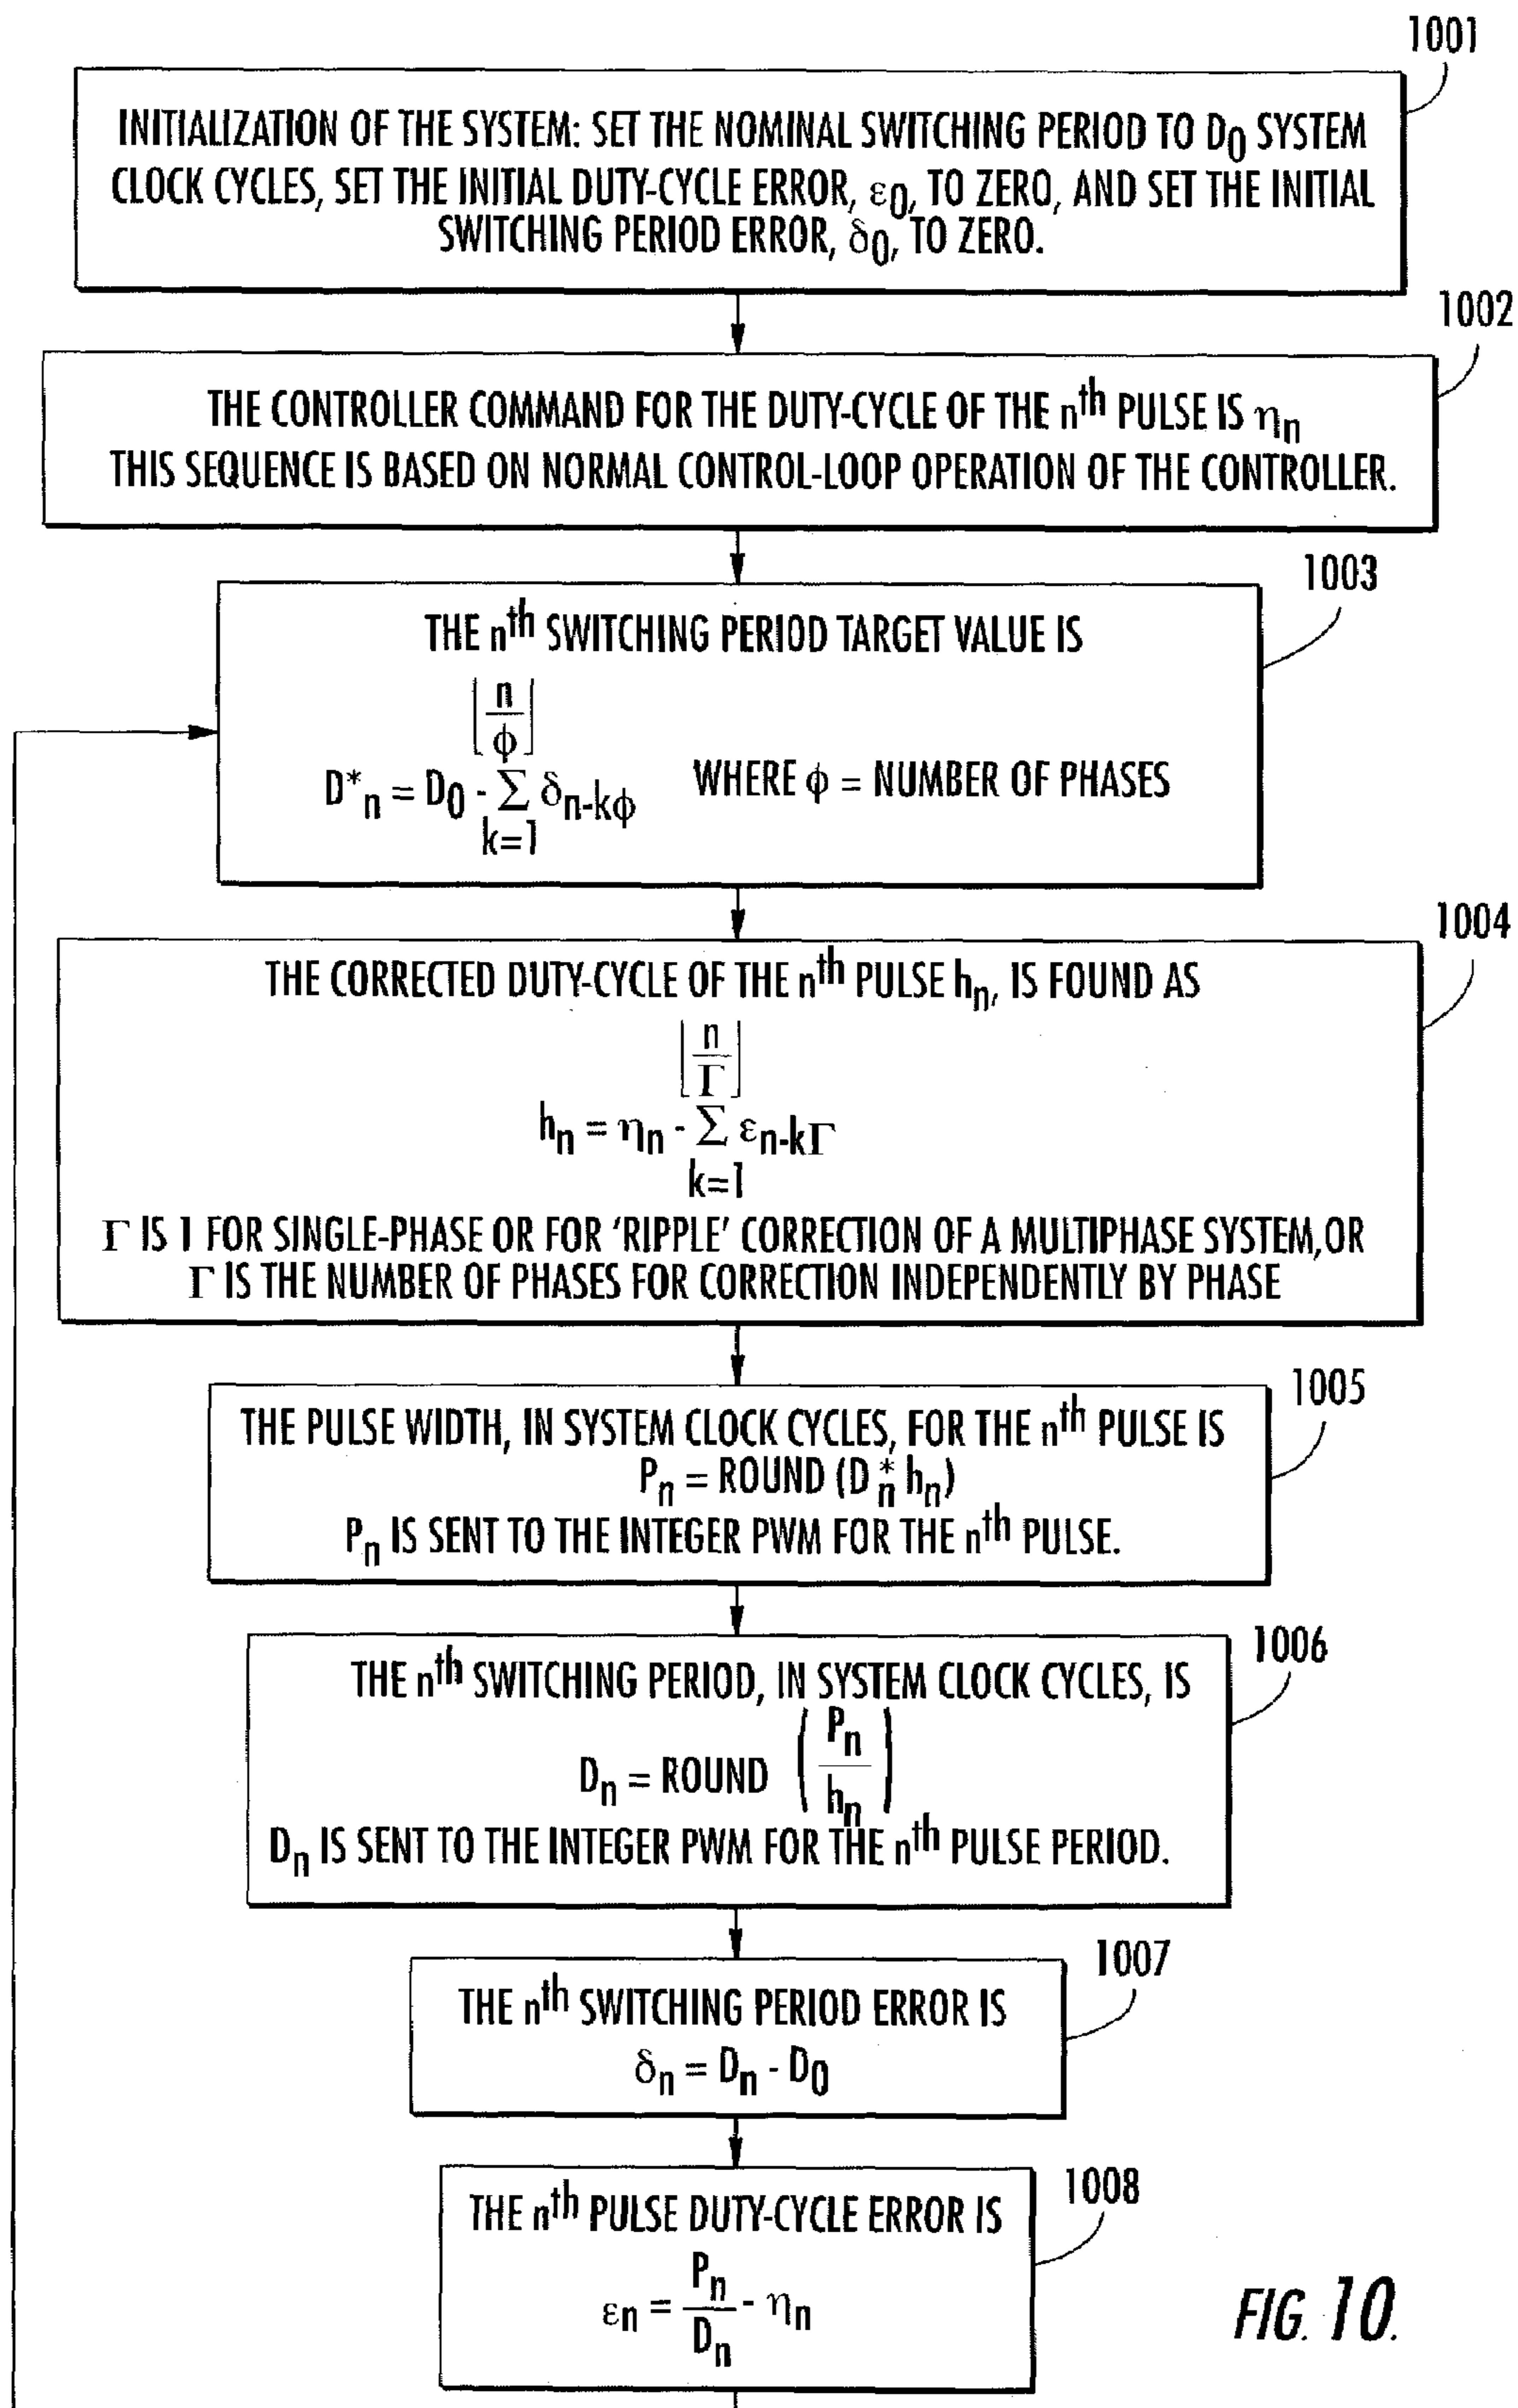 1001
INITIALIZATION OF THE SYSTEM: SET THE NOMINAL SWITCHING PERIOD TO D0 SYSTEM
CLOCK CYCLES, SET THE INITIAL DUTY-CYCLE ERROR, ε0, TO ZERO, AND SET THE INITIAL
SWITCHING PERIOD ERROR, δ0, TO ZERO.
1002
THE CONTROLLER COMMAND FOR THE DUTY-CYCLE OF THE nth PULSE IS ηn
THIS SEQUENCE IS BASED ON NORMAL CONTROL-LOOP OPERATION OF THE CONTROLLER.
1003
THE nth SWITCHING PERIOD TARGET VALUE IS
⌊n/ϕ⌋
D*n = D0 - Σ δn-kϕ WHERE ϕ = NUMBER OF PHASES
k=1
1004
THE CORRECTED DUTY-CYCLE OF THE nth PULSE hn, IS FOUND AS
⌊n/Γ⌋
hn = ηn - Σ εn-kΓ
k=1
Γ IS 1 FOR SINGLE-PHASE OR FOR 'RIPPLE' CORRECTION OF A MULTIPHASE SYSTEM,OR
Γ IS THE NUMBER OF PHASES FOR CORRECTION INDEPENDENTLY BY PHASE
1005
THE PULSE WIDTH, IN SYSTEM CLOCK CYCLES, FOR THE nth PULSE IS
Pn = ROUND (D*n hn)
Pn IS SENT TO THE INTEGER PWM FOR THE nth PULSE.
1006
THE nth SWITCHING PERIOD, IN SYSTEM CLOCK CYCLES, IS
Dn = ROUND (Pn/hn)
Dn IS SENT TO THE INTEGER PWM FOR THE nth PULSE PERIOD.
1007
THE nth SWITCHING PERIOD ERROR IS
δn = Dn - D0
1008
THE nth PULSE DUTY-CYCLE ERROR IS
εn = Pn/Dn - ηn
FIG. 10.